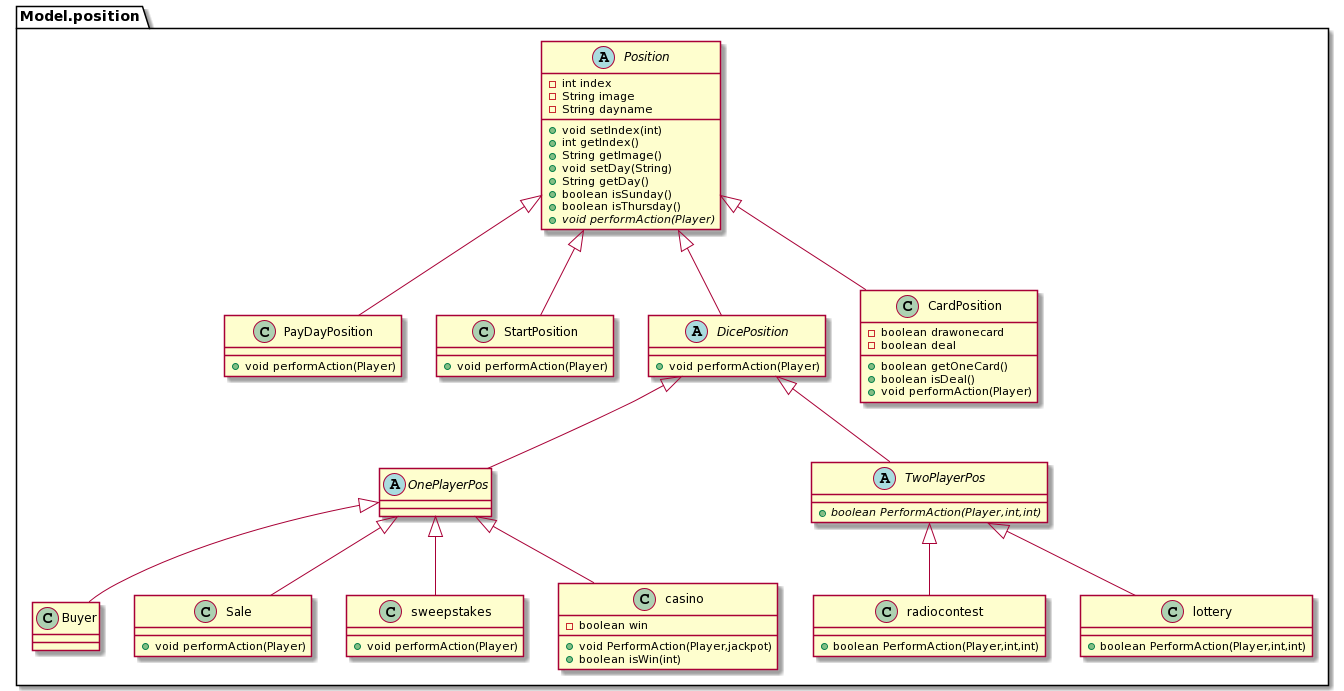 Model.position
A Position
int index
String image
String dayname
void setIndex(int)
int getIndex()
String getImage()
void setDay(String)
String getDay()
boolean isSunday()
boolean isThursday()
void performAction(Player)
C PayDayPosition
void performAction(Player)
C StartPosition
void performAction(Player)
A DicePosition
void performAction(Player)
C CardPosition
boolean drawonecard
boolean deal
boolean getOneCard()
boolean isDeal()
void performAction(Player)
A OnePlayerPos
A TwoPlayerPos
boolean PerformAction(Player,int,int)
C Buyer
C Sale
void performAction(Player)
C sweepstakes
void performAction(Player)
C casino
boolean win
void PerformAction(Player,jackpot)
boolean isWin(int)
C radiocontest
boolean PerformAction(Player,int,int)
C lottery
boolean PerformAction(Player,int,int)